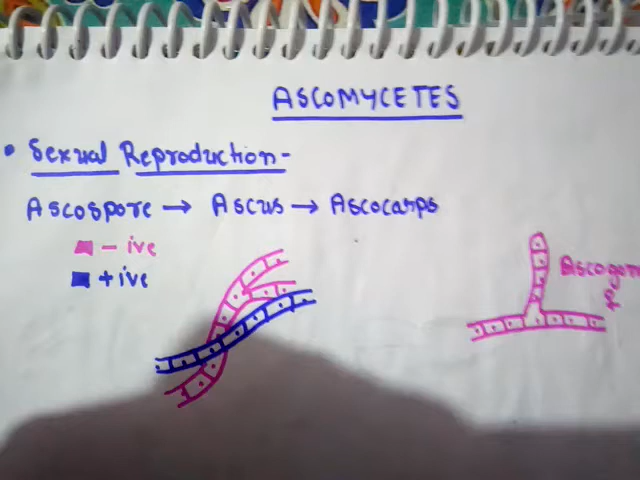 ASCOMYCETES
• Sexual Reproduction-
Ascospore → Ascus → Ascocarps
- ive
+ive
♀